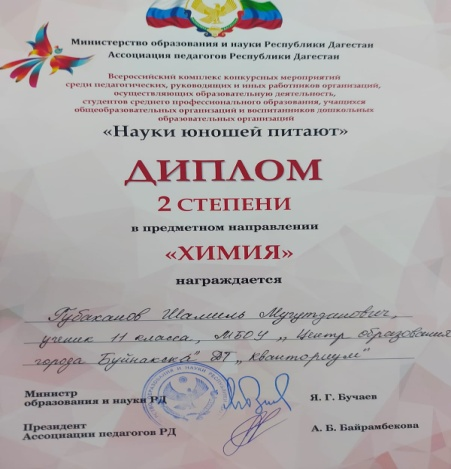 Министерство образования и науки Республики Дагестан
Ассоциация педагогов Республики Дагестан
Всероссийский комплекс конкурсных мероприятий
среди педагогических, руководящих и иных работников организаций,
осуществляющих образовательную деятельность,
студентов среднего профессионального образования, учащихся
общеобразовательных организаций и воспитанников дошкольных
образовательных организаций
«Науки юношей питают»
ДИПЛОМ
2 СТЕПЕНИ
в предметном направлении
«ХИМИЯ»
награждается
Шамиль
ученик 11 класса, МБОУ „Центр образования
города Буйнакска" ДТ „Кванториум"
Министр
образования и науки РД
Я. Г. Бучаев
Президент
Ассоциации педагогов РД
А. Б. Байрамбекова